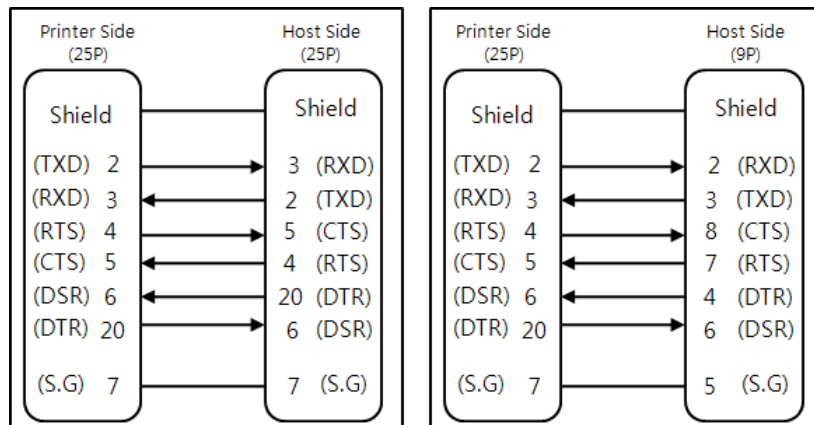 Printer Side Host Side
(25P) (25P)
Shield Shield
(TXD) 2 3 (RXD)
(RXD) 3 2 (TXD)
(RTS) 4 5 (CTS)
(CTS) 5 4 (RTS)
(DSR) 6 20 (DTR)
(DTR) 20 6 (DSR)
(S.G) 7 7 (S.G)
Printer Side Host Side
(25P) (9P)
Shield Shield
(TXD) 2 2 (RXD)
(RXD) 3 3 (TXD)
(RTS) 4 8 (CTS)
(CTS) 5 7 (RTS)
(DSR) 6 4 (DTR)
(DTR) 20 6 (DSR)
(S.G) 7 5 (S.G)